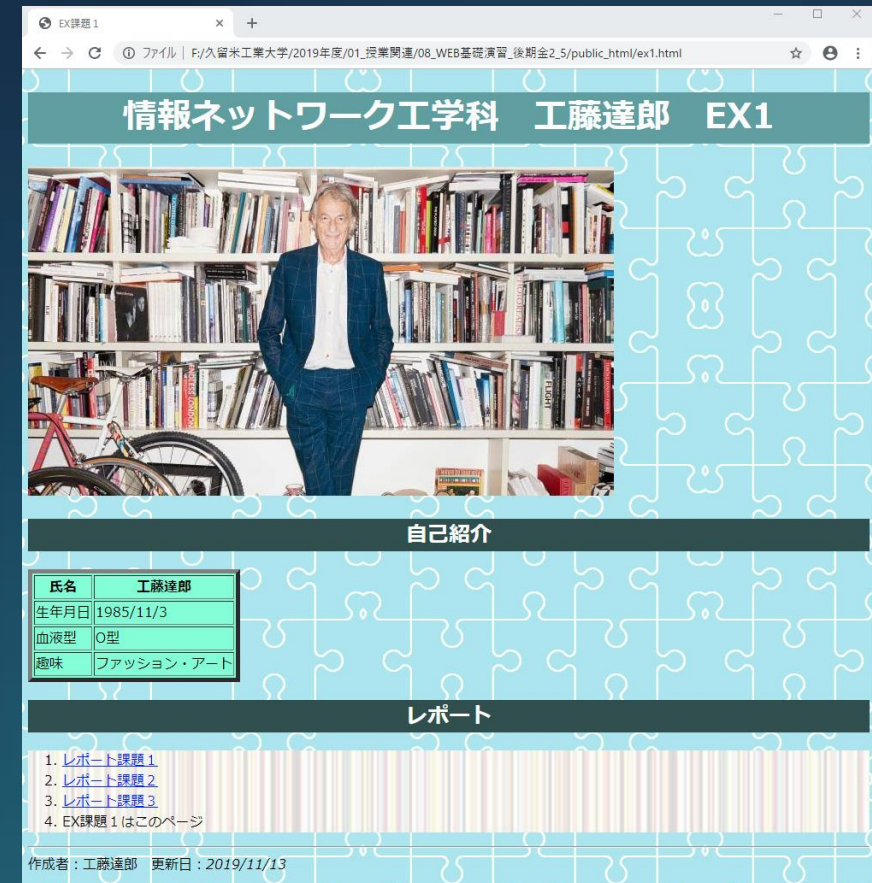 EX課題1
ファイル | F:/久留米工業大学/2019年度/01_授業関連/08_WEB基礎演習_後期金2_5/public_html/ex1.html
情報ネットワーク工学科　工藤達郎　EX1
自己紹介
氏名 工藤達郎
生年月日 1985/11/3
血液型 O型
趣味 ファッション・アート
レポート
1. レポート課題1
2. レポート課題2
3. レポート課題3
4. EX課題1はこのページ
作成者：工藤達郎　更新日：2019/11/13